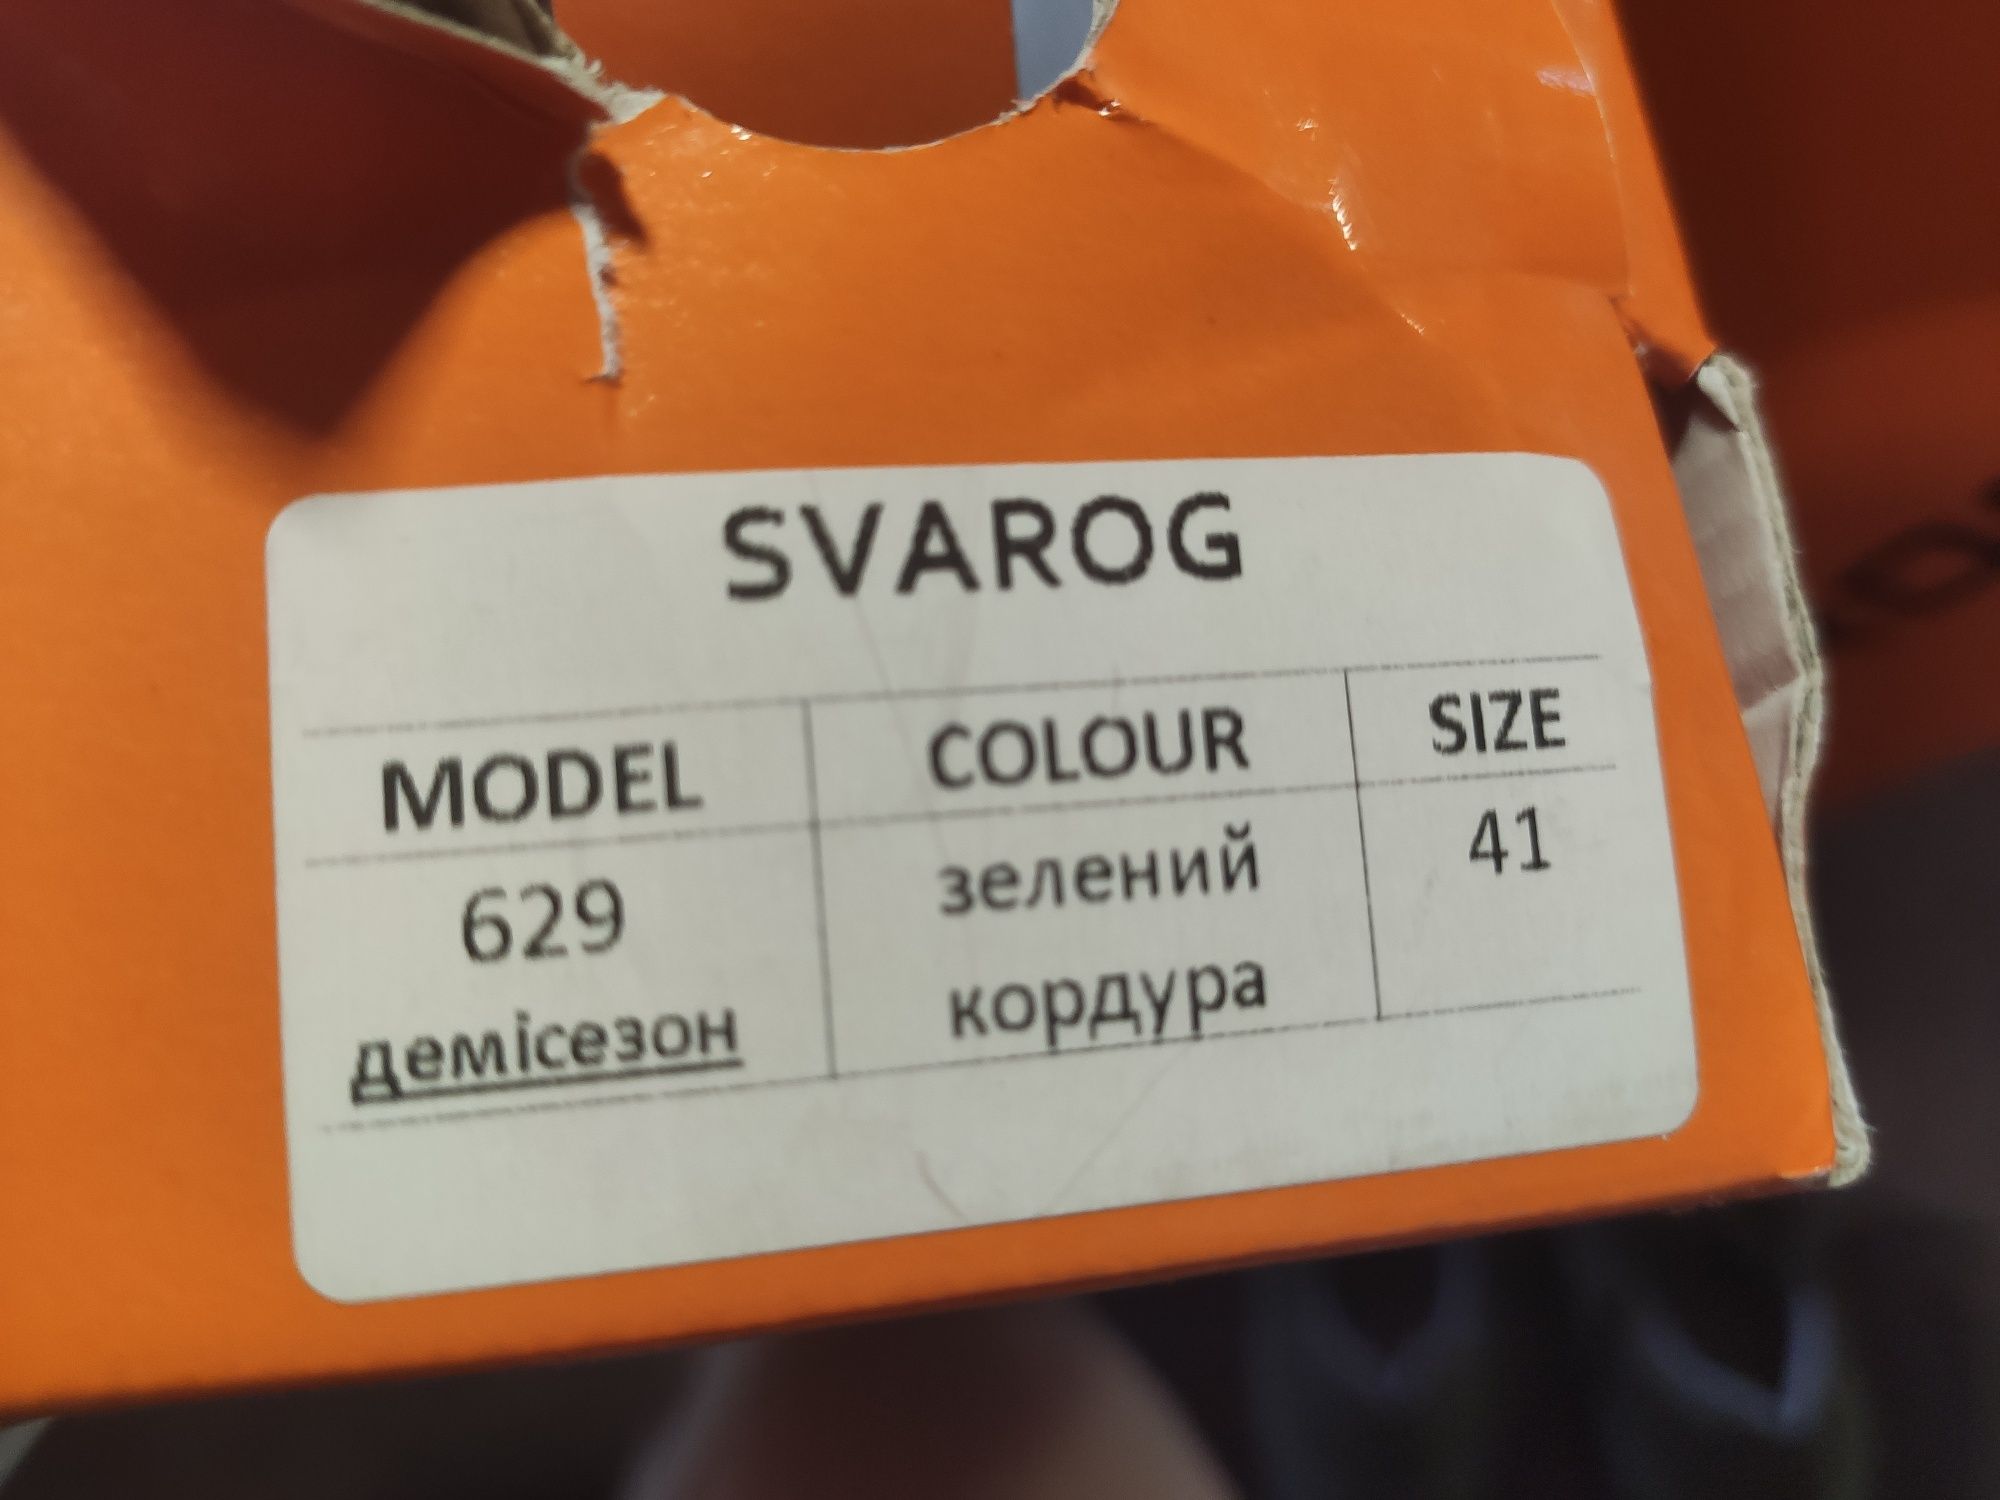 SVAROG
MODEL COLOUR SIZE
629 зелений 41
демісезон кордура